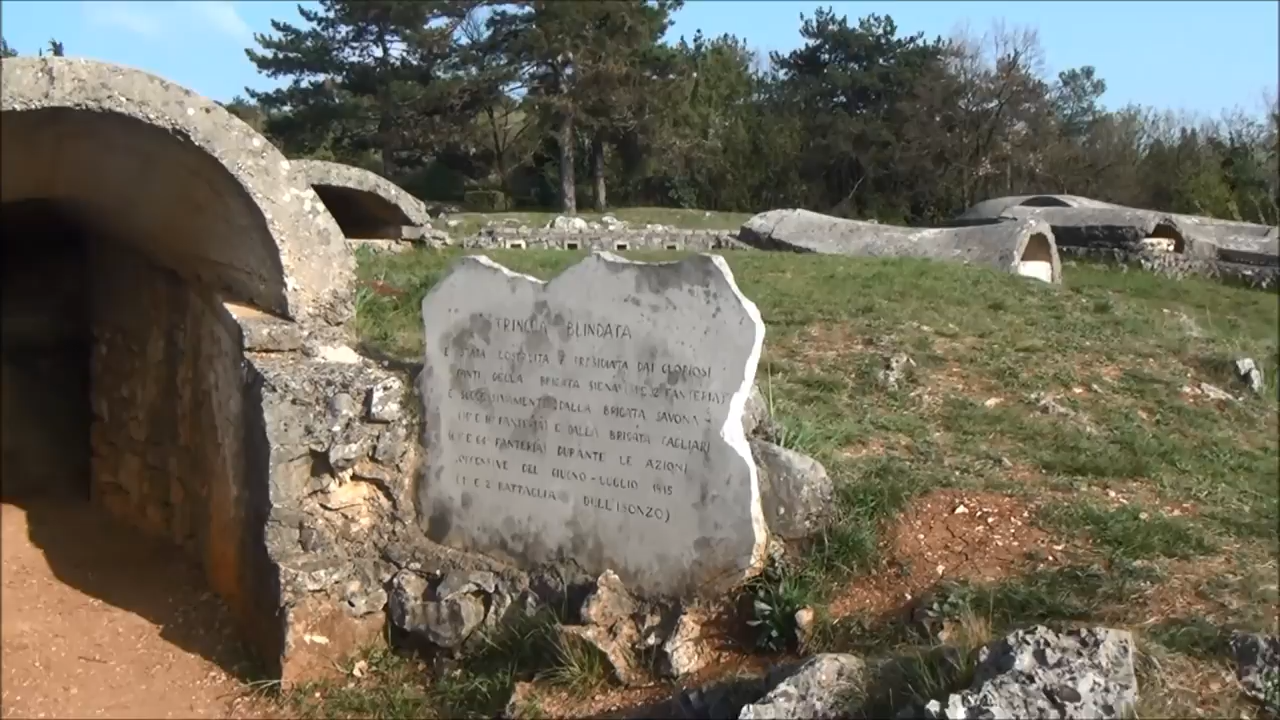 TRINCEA BLINDATA
E' STATA COSTRUITA E PRESIDIATA DAI GLORIOSI
FANTI DELLA BRIGATA SIENA (31 E 32 FANTERIA)
E SUCCESSIVAMENTE DALLA BRIGATA SAVONA
(15° E 16° FANTERIA) E DALLA BRIGATA CAGLIARI
(63° E 64 FANTERIA) DURANTE LE AZIONI
OFFENSIVE DEL GIUGNO - LUGLIO 1915
(1 E 2 BATTAGLIA DELL'ISONZO)